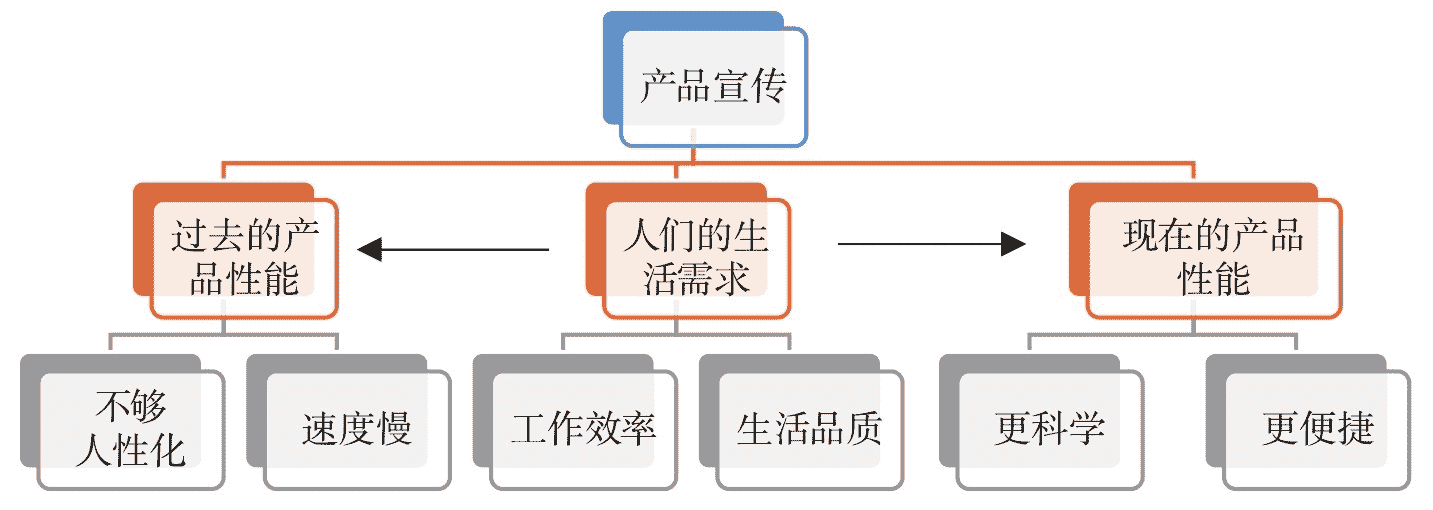 产品宣传
过去的产
品性能
人们的生
活需求
现在的产品
性能
不够
人性化
速度慢
工作效率
生活品质
更科学
更便捷